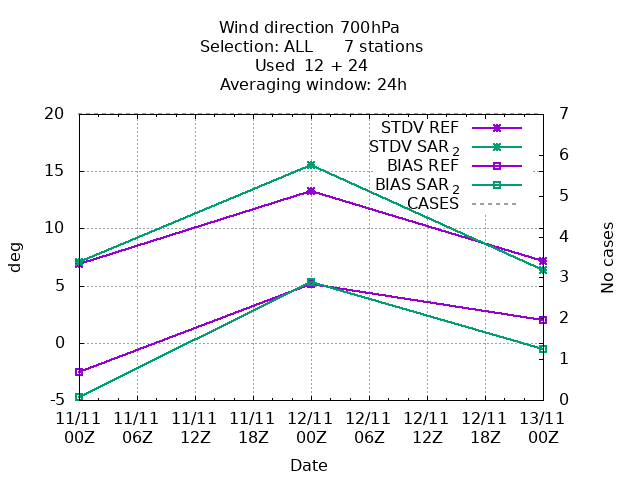 Wind direction 700hPa
Selection: ALL 7 stations
Used 12 + 24
Averaging window: 24h
20
15
10
5
0
-5
deg
7
6
5
4
3
2
1
0
No cases
STDV REF
STDV SAR 2
BIAS REF
BIAS SAR 2
CASES
11/11 11/11 11/11 11/11 12/11 12/11 12/11 12/11 13/11
00Z 06Z 12Z 18Z 00Z 06Z 12Z 18Z 00Z
Date